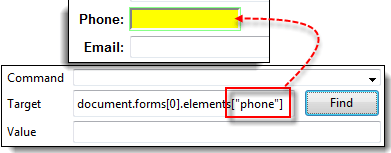 Phone:
Email:
Command
Target document.forms[0].elements["phone"] Find
Value